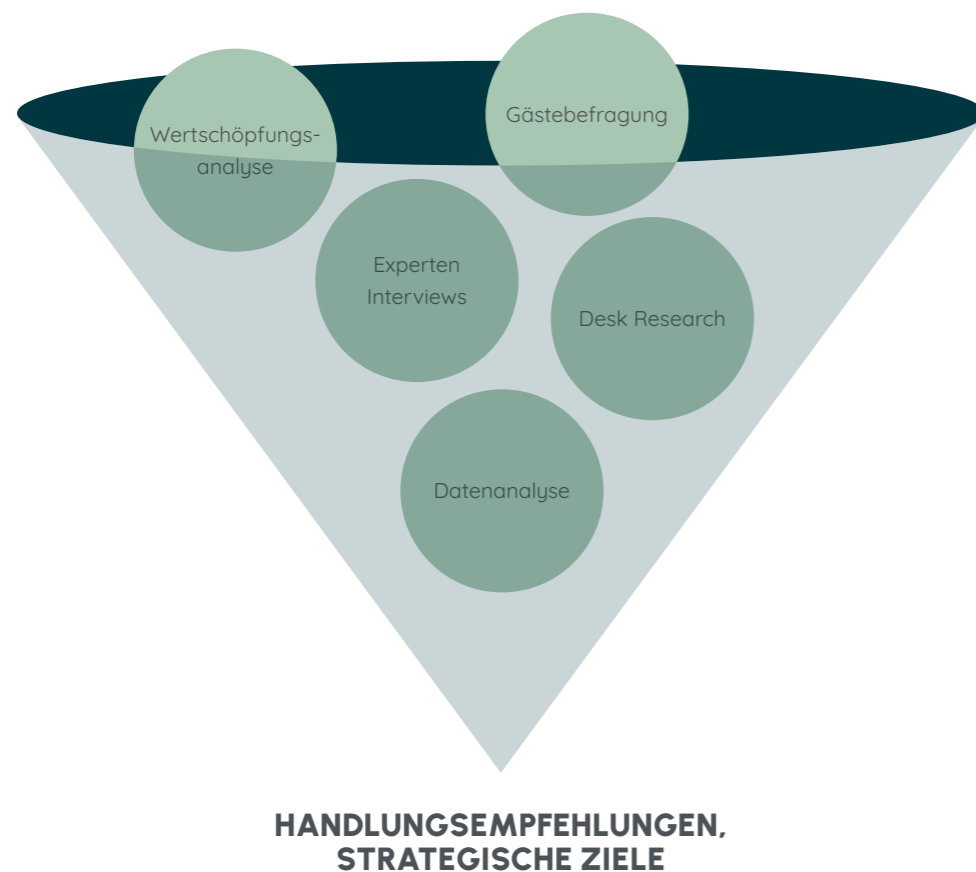 Gästebefragung
Wertschöpfungs-
analyse
Experten
Interviews
Desk Research
Datenanalyse
HANDLUNGSEMPFEHLUNGEN,
STRATEGISCHE ZIELE